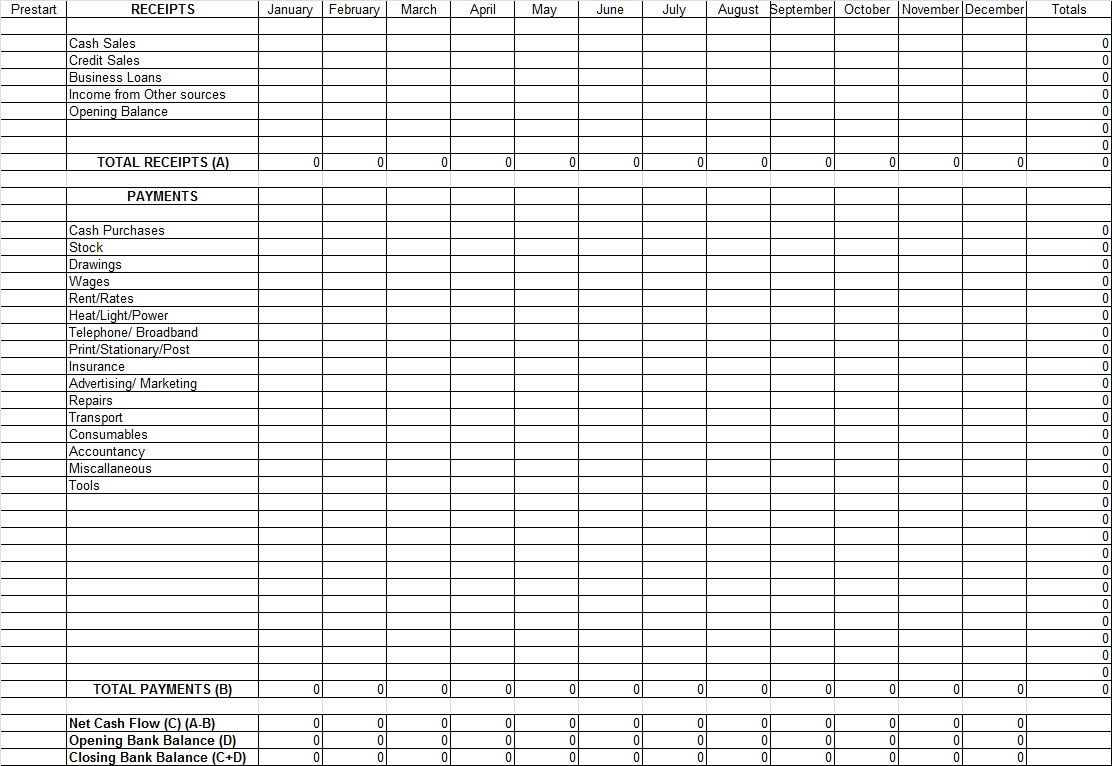 Prestart RECEIPTS January February March April May June July August September October November December Totals
Cash Sales 0
Credit Sales 0
Business Loans 0
Income from Other sources 0
Opening Balance 0
0
0
TOTAL RECEIPTS (A) 0 0 0 0 0 0 0 0 0 0 0 0 0
PAYMENTS
Cash Purchases 0
Stock 0
Drawings 0
Wages 0
Rent/Rates 0
Heat/Light/Power 0
Telephone/ Broadband 0
Print/Stationary/Post 0
Insurance 0
Advertising/ Marketing 0
Repairs 0
Transport 0
Consumables 0
Accountancy 0
Miscallaneous 0
Tools 0
0
0
0
0
0
0
0
0
0
0
0
TOTAL PAYMENTS (B) 0 0 0 0 0 0 0 0 0 0 0 0 0
Net Cash Flow (C) (A-B) 0 0 0 0 0 0 0 0 0 0 0 0
Opening Bank Balance (D) 0 0 0 0 0 0 0 0 0 0 0 0
Closing Bank Balance (C+D) 0 0 0 0 0 0 0 0 0 0 0 0